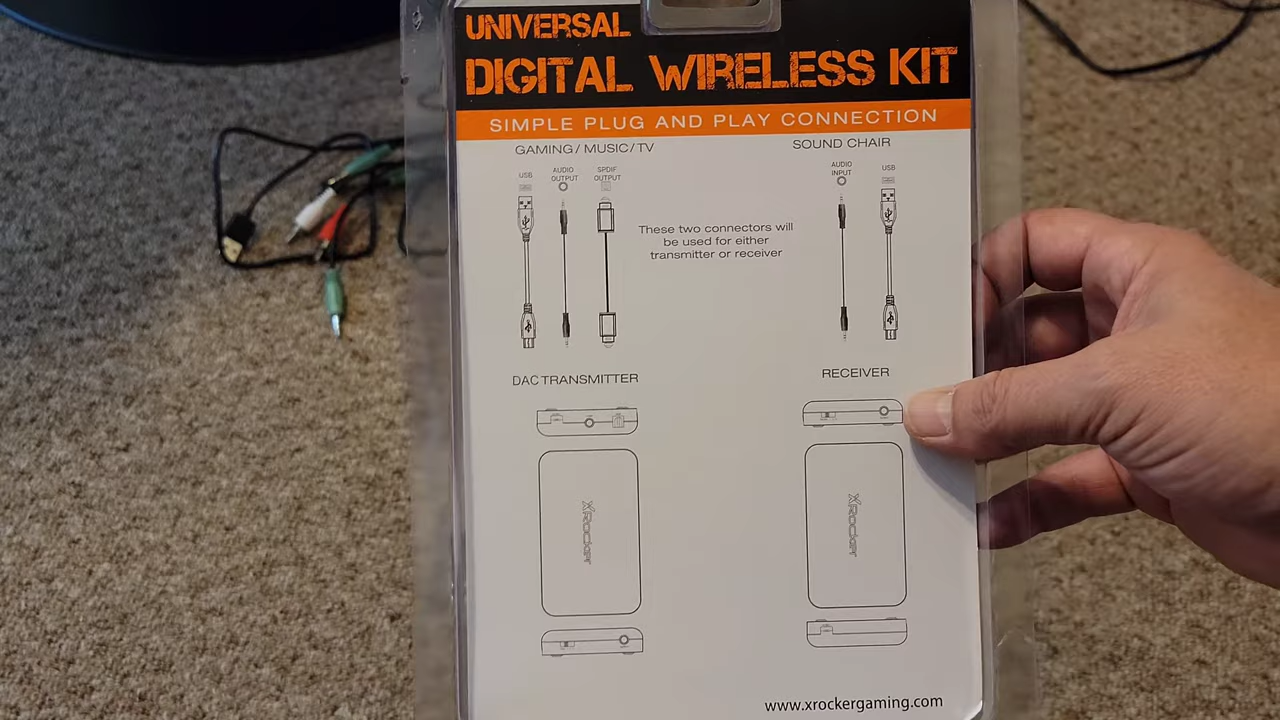 UNIVERSAL
DIGITAL WIRELESS KIT
SIMPLE PLUG AND PLAY CONNECTION
GAMING / MUSIC / TV
SOUND CHAIR
USB
AUDIO
OUTPUT
SPDIF
OUTPUT
AUDIO
INPUT
USB
These two connectors will
be used for either
transmitter or receiver
DAC TRANSMITTER
RECEIVER
XRocker
XRocker
www.xrockergaming.com